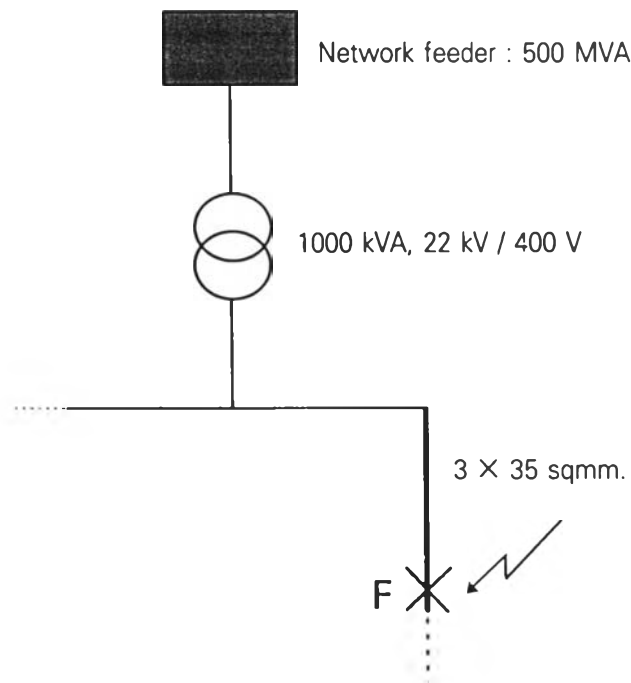 Network feeder : 500 MVA
1000 kVA, 22 kV / 400 V
3 × 35 sqmm.
F